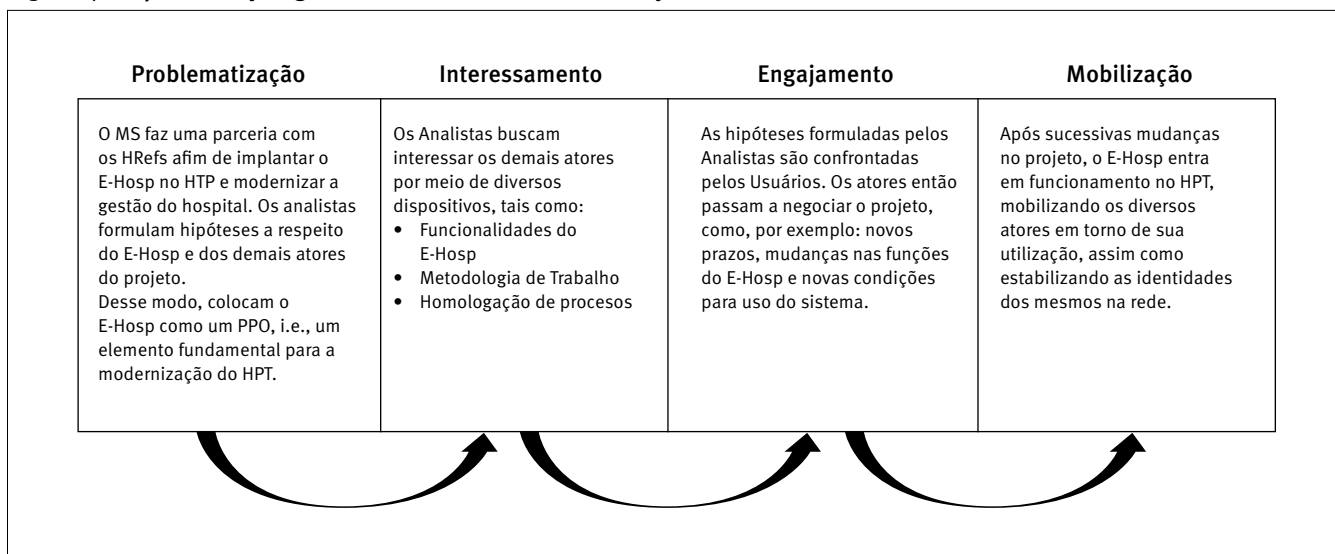 Problematização
O MS faz uma parceria com
os HRefs afim de implantar o
E-Hosp no HTP e modernizar a
gestão do hospital. Os analistas
formulam hipóteses a respeito
do E-Hosp e dos demais atores
do projeto.
Desse modo, colocam o
E-Hosp como um PPO, i.e., um
elemento fundamental para a
modernização do HPT.
Interessamento
Os Analistas buscam
interessar os demais atores
por meio de diversos
dispositivos, tais como:
• Funcionalidades do
E-Hosp
• Metodologia de Trabalho
• Homologação de processos
Engajamento
As hipóteses formuladas pelos
Analistas são confrontadas
pelos Usuários. Os atores então
passam a negociar o projeto,
como, por exemplo: novos
prazos, mudanças nas funções
do E-Hosp e novas condições
para uso do sistema.
Mobilização
Após sucessivas mudanças
no projeto, o E-Hosp entra
em funcionamento no HPT,
mobilizando os diversos
atores em torno de sua
utilização, assim como
estabilizando as identidades
dos mesmos na rede.